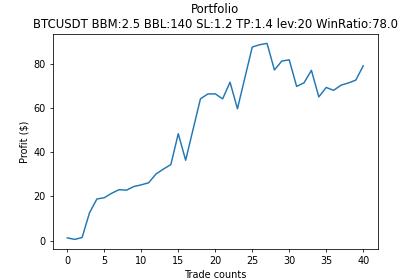 Portfolio
BTCUSDT BBM:2.5 BBL:140 SL:1.2 TP:1.4 lev:20 WinRatio:78.0
80
60
40
20
0
Profit ($)
0 5 10 15 20 25 30 35 40
Trade counts